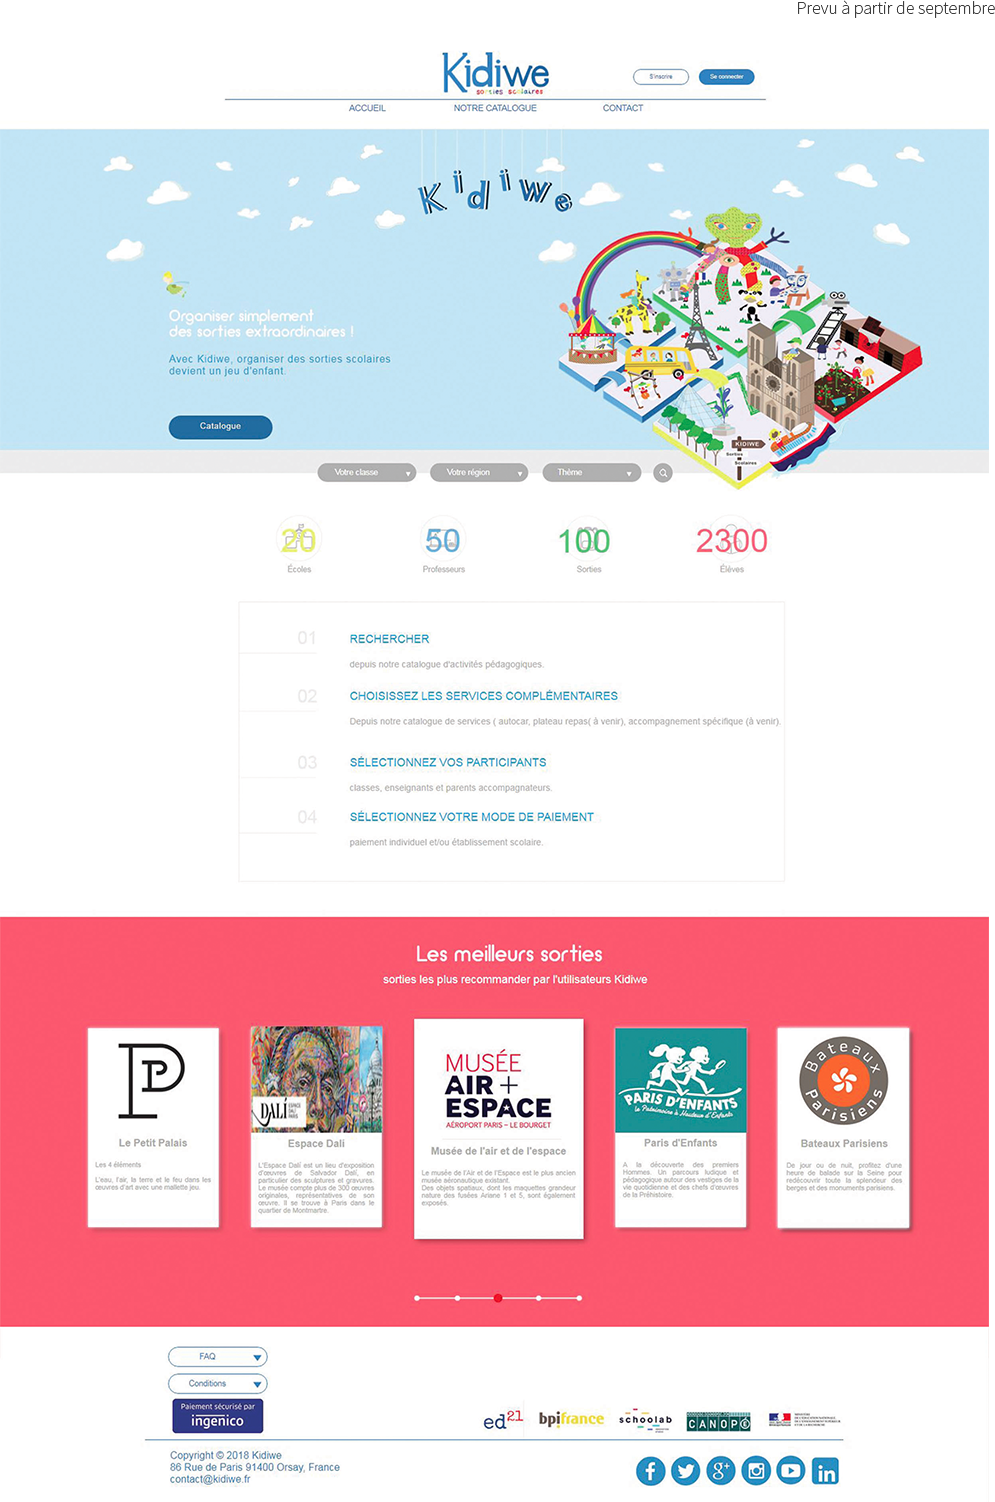 Prevu à partir de septembre
Kidiwe
sorties scolaires
S'inscrire
Se connecter
ACCUEIL
NOTRE CATALOGUE
CONTACT
Kidiwe
Organiser simplement
des sorties extraordinaires !
Avec Kidiwe, organiser des sorties scolaires
devient un jeu d'enfant.
Catalogue
KIDIWE
Sorties
Scolaires
Votre classe
Votre région
Thème
20
50
100
2300
Écoles
Professeurs
Sorties
Élèves
01
RECHERCHER
depuis notre catalogue d'activités pédagogiques.
02
CHOISISSEZ LES SERVICES COMPLÉMENTAIRES
Depuis notre catalogue de services ( autocar, plateau repas( à venir), accompagnement spécifique (à venir).
03
SÉLECTIONNEZ VOS PARTICIPANTS
classes, enseignants et parents accompagnateurs.
04
SÉLECTIONNEZ VOTRE MODE DE PAIEMENT
paiement individuel et/ou établissement scolaire.
Les meilleurs sorties
sorties les plus recommander par l'utilisateurs Kidiwe
Le Petit Palais
Les 4 éléments
L'eau, l'air, la terre et le feu dans les
œuvres d'art avec une mallette jeu.
DALÍ
ESPACE
DALÍ
PARIS
Espace Dali
L'Espace Dalí est un lieu d'exposition
d'œuvres de Salvador Dalí, en
particulier des sculptures et gravures.
Le musée compte plus de 300 œuvres
originales, représentatives de son
œuvre. Il se trouve à Paris dans le
quartier de Montmartre.
MUSÉE
AIR +
ESPACE
AÉROPORT PARIS – LE BOURGET
Musée de l'air et de l'espace
Le musée de l'Air et de l'Espace est le plus ancien
musée aéronautique existant.
Des objets spatiaux, dont les maquettes grandeur
nature des fusées Ariane 1 et 5, sont également
exposés.
PARIS D'ENFANTS
le Patrimoine à Hauteur d'Enfants
Paris d'Enfants
A la découverte des premiers
Hommes. Un parcours ludique et
pédagogique autour des vestiges de la
vie quotidienne et des chefs d'œuvres
de la Préhistoire.
Bateaux
Parisiens
Bateaux Parisiens
De jour ou de nuit, profitez d'une
heure de balade sur la Seine pour
redécouvrir toute la splendeur des
berges et des monuments parisiens.
FAQ
Conditions
Paiement sécurisé par
ingenico
ed21
bpifrance
schoolab
CANOPÉ
Copyright © 2018 Kidiwe
86 Rue de Paris 91400 Orsay, France
contact@kidiwe.fr